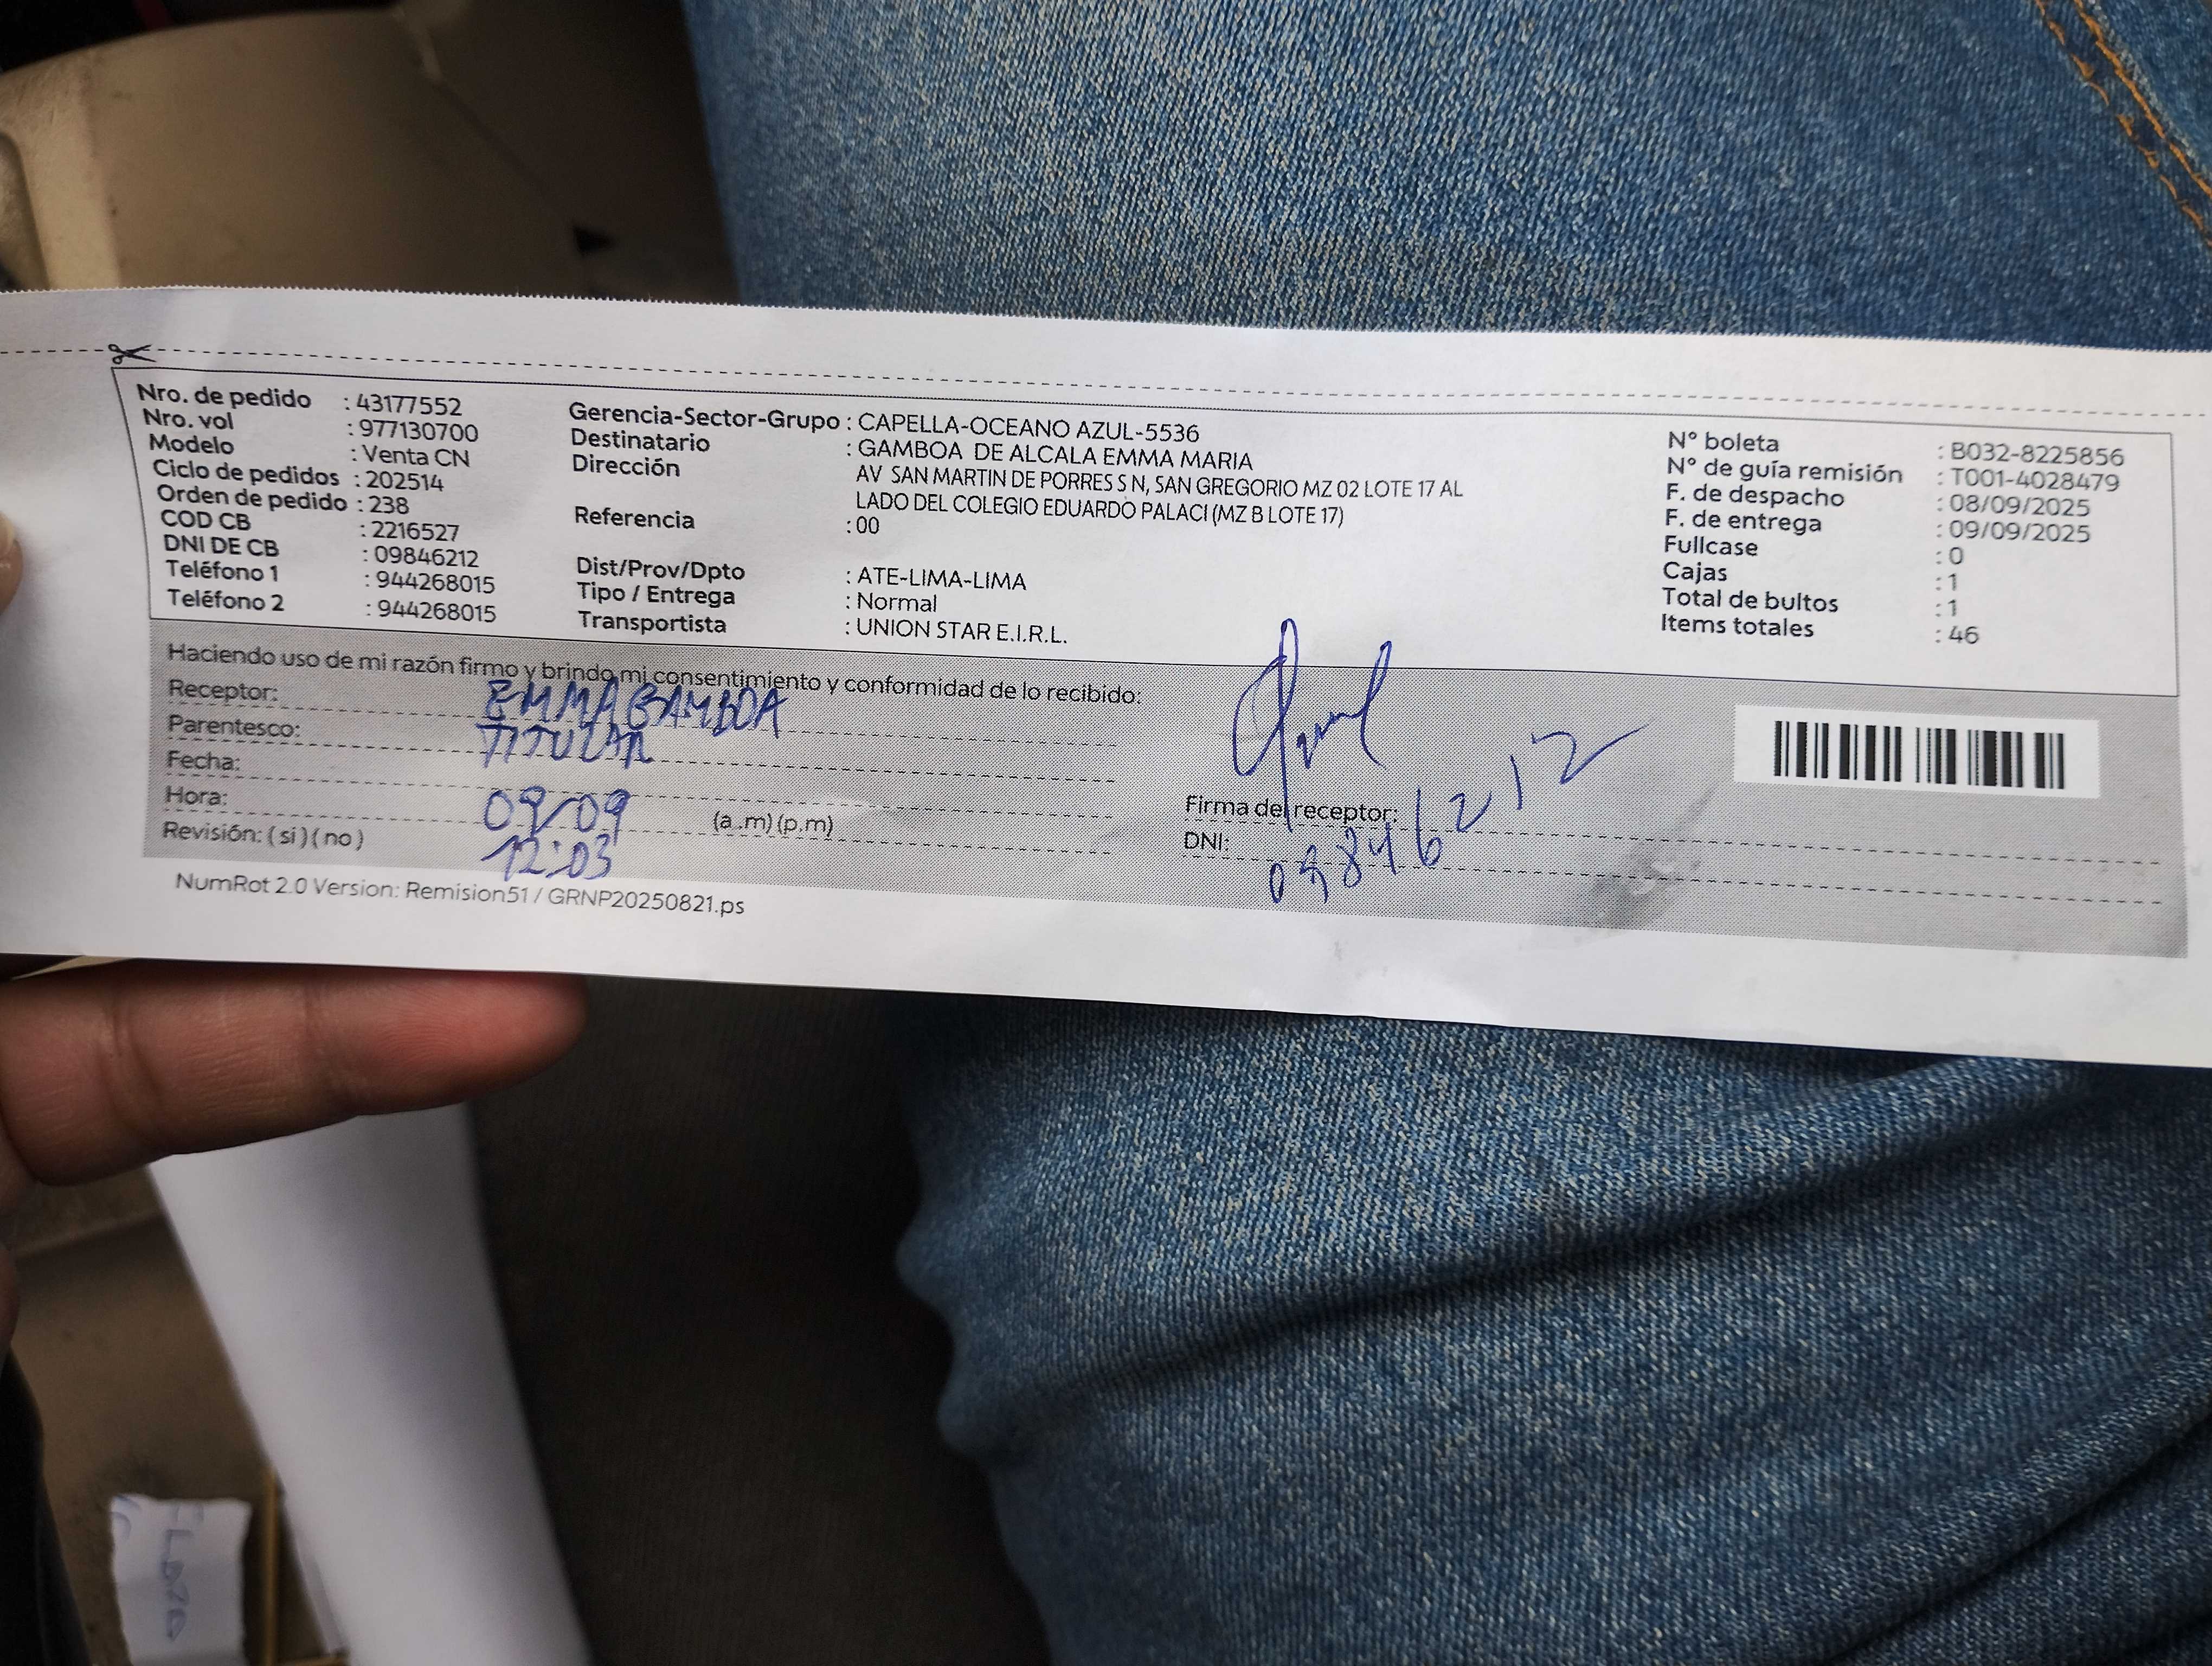 Nro. de pedido : 43177552
Nro. vol : 977130700
Modelo : Venta CN
Ciclo de pedidos : 202514
Orden de pedido : 238
COD CB : 2216527
DNI DE CB : 09846212
Teléfono 1 : 944268015
Teléfono 2 : 944268015
Gerencia-Sector-Grupo : CAPELLA-OCEANO AZUL-5536
Destinatario : GAMBOA DE ALCALA EMMA MARIA
Dirección AV SAN MARTIN DE PORRES S N, SAN GREGORIO MZ 02 LOTE 17 AL
LADO DEL COLEGIO EDUARDO PALACI (MZ B LOTE 17)
Referencia : 00
Dist/Prov/Dpto : ATE-LIMA-LIMA
Tipo / Entrega : Normal
Transportista : UNION STAR E.I.R.L.
N° boleta : B032-8225856
N° de guía remisión : T001-4028479
F. de despacho : 08/09/2025
F. de entrega : 09/09/2025
Fullcase : 0
Cajas : 1
Total de bultos : 1
Items totales : 46
Haciendo uso de mi razón firmo y brindo mi consentimiento y conformidad de lo recibido:
Receptor: EMMA GAMBOA
Parentesco: TITULAR
Fecha: 09/09
Hora: 12:03 (a.m) (p.m)
Revisión: ( si ) ( no )
Firma del receptor:
DNI: 09846212
NumRot 2.0 Version: Remision51 / GRNP20250821.ps